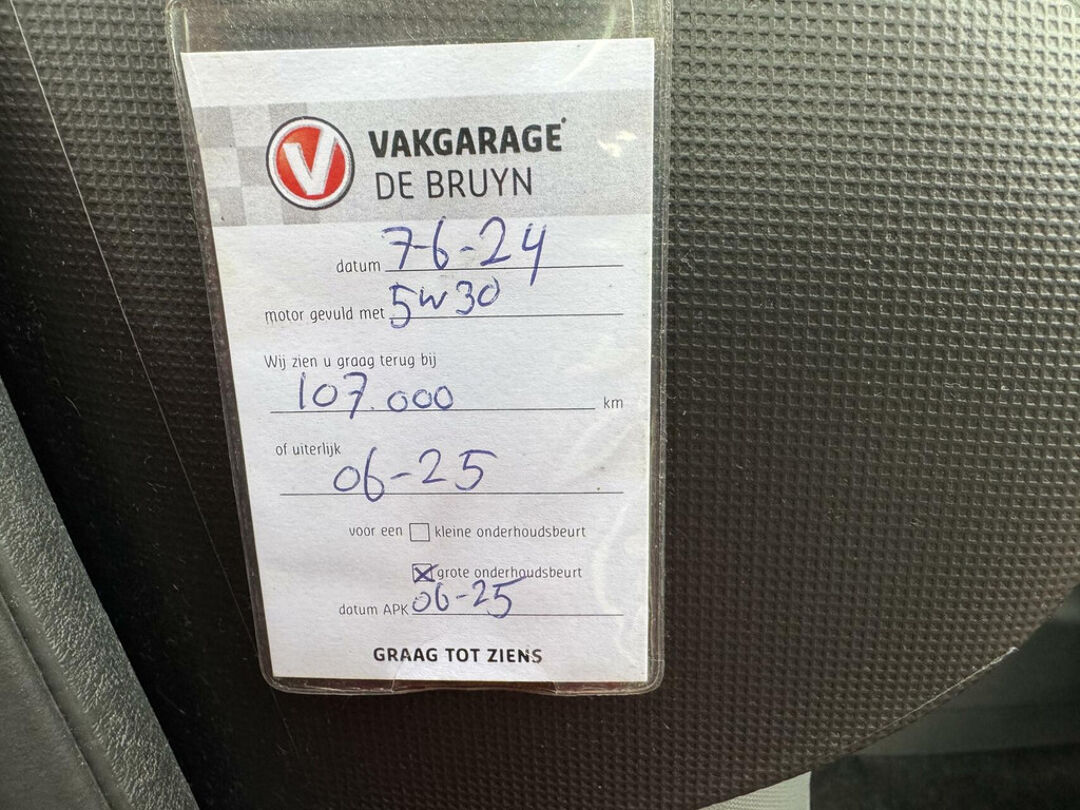 V VAKGARAGE
DE BRUYN
datum 7-6-24
motor gevuld met 5w30
Wij zien u graag terug bij
107.000 km
of uiterlijk
06-25
voor een kleine onderhoudsbeurt
grote onderhoudsbeurt
datum APK 06-25
GRAAG TOT ZIENS